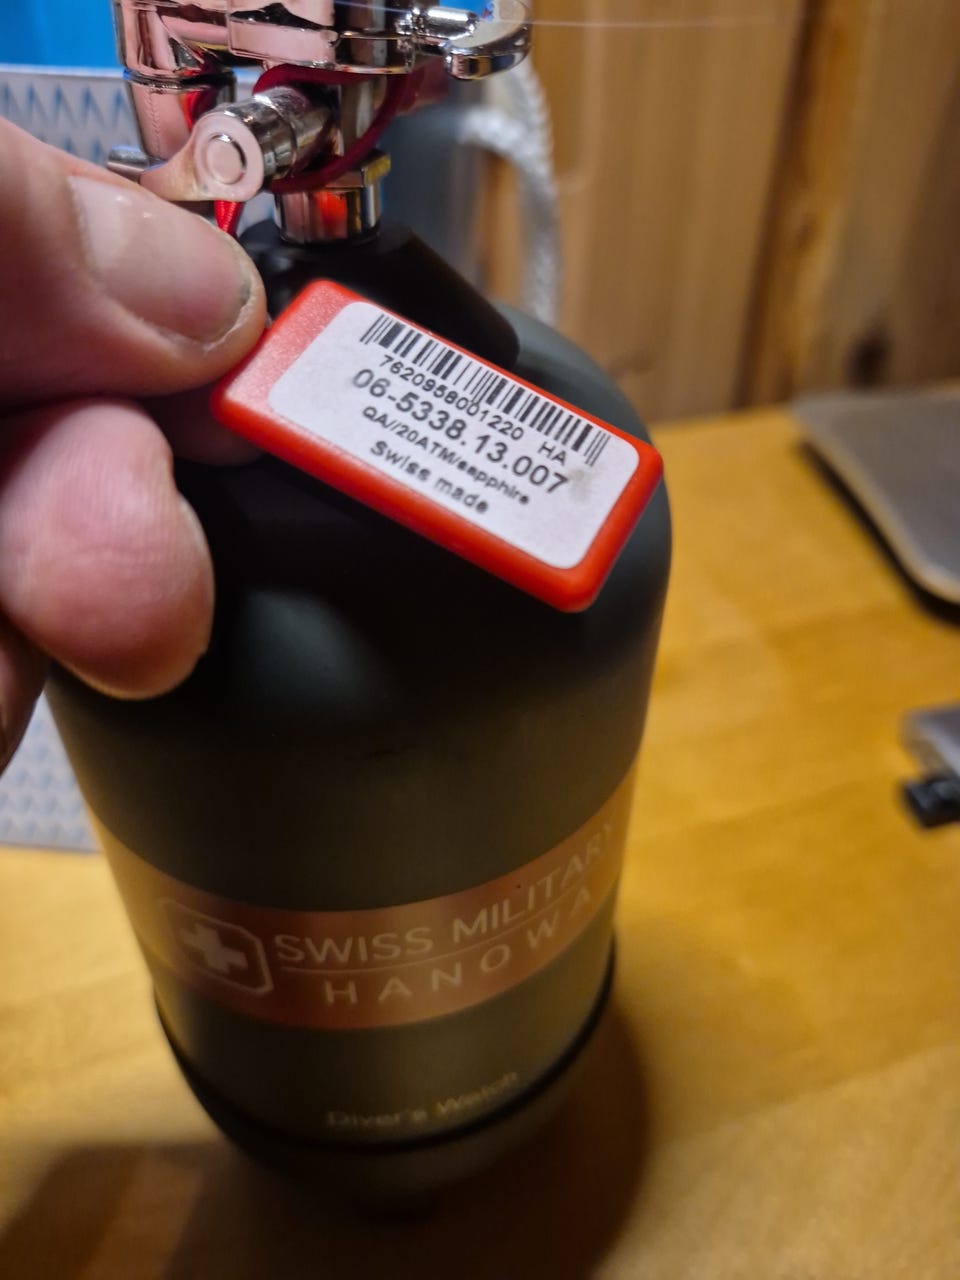 7620958001220 HA
06-5338.13.007
QA//20ATM/sapphire
Swiss made
SWISS MILITARY
HANOWA
Diver's Watch